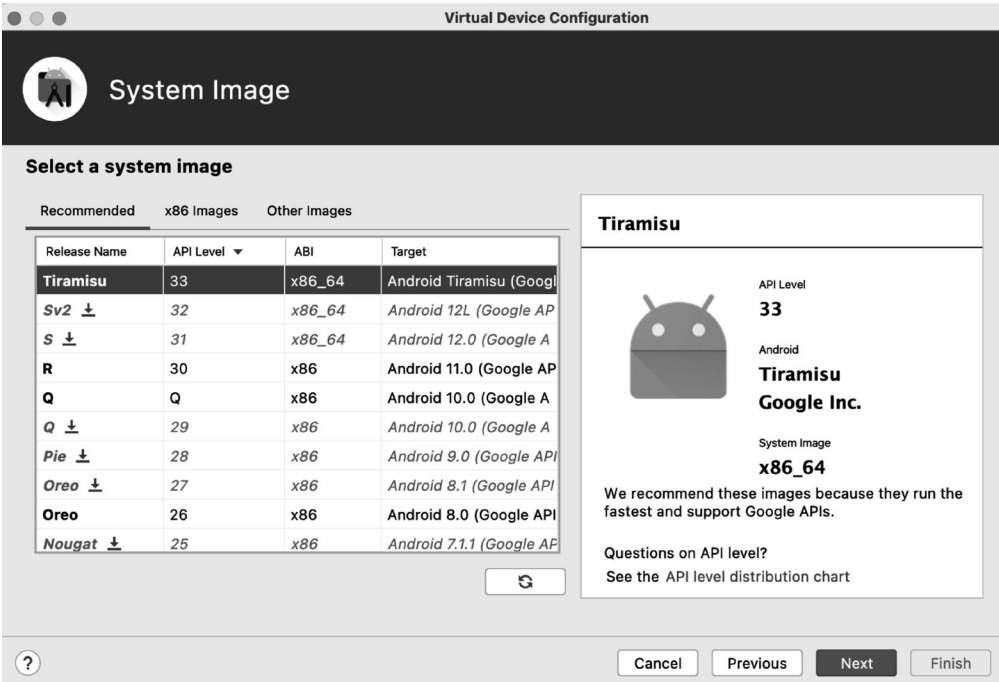 Virtual Device Configuration
System Image
Select a system image
Recommended x86 Images Other Images
Release Name API Level ABI Target
Tiramisu 33 x86_64 Android Tiramisu (Googl
Sv2 32 x86_64 Android 12L (Google AP
S 31 x86_64 Android 12.0 (Google A
R 30 x86 Android 11.0 (Google AP
Q Q x86 Android 10.0 (Google A
Q 29 x86 Android 10.0 (Google A
Pie 28 x86 Android 9.0 (Google API
Oreo 27 x86 Android 8.1 (Google API
Oreo 26 x86 Android 8.0 (Google API
Nougat 25 x86 Android 7.1.1 (Google AP
Tiramisu
API Level
33
Android
Tiramisu
Google Inc.
System Image
x86_64
We recommend these images because they run the
fastest and support Google APIs.
Questions on API level?
See the API level distribution chart
? Cancel Previous Next Finish